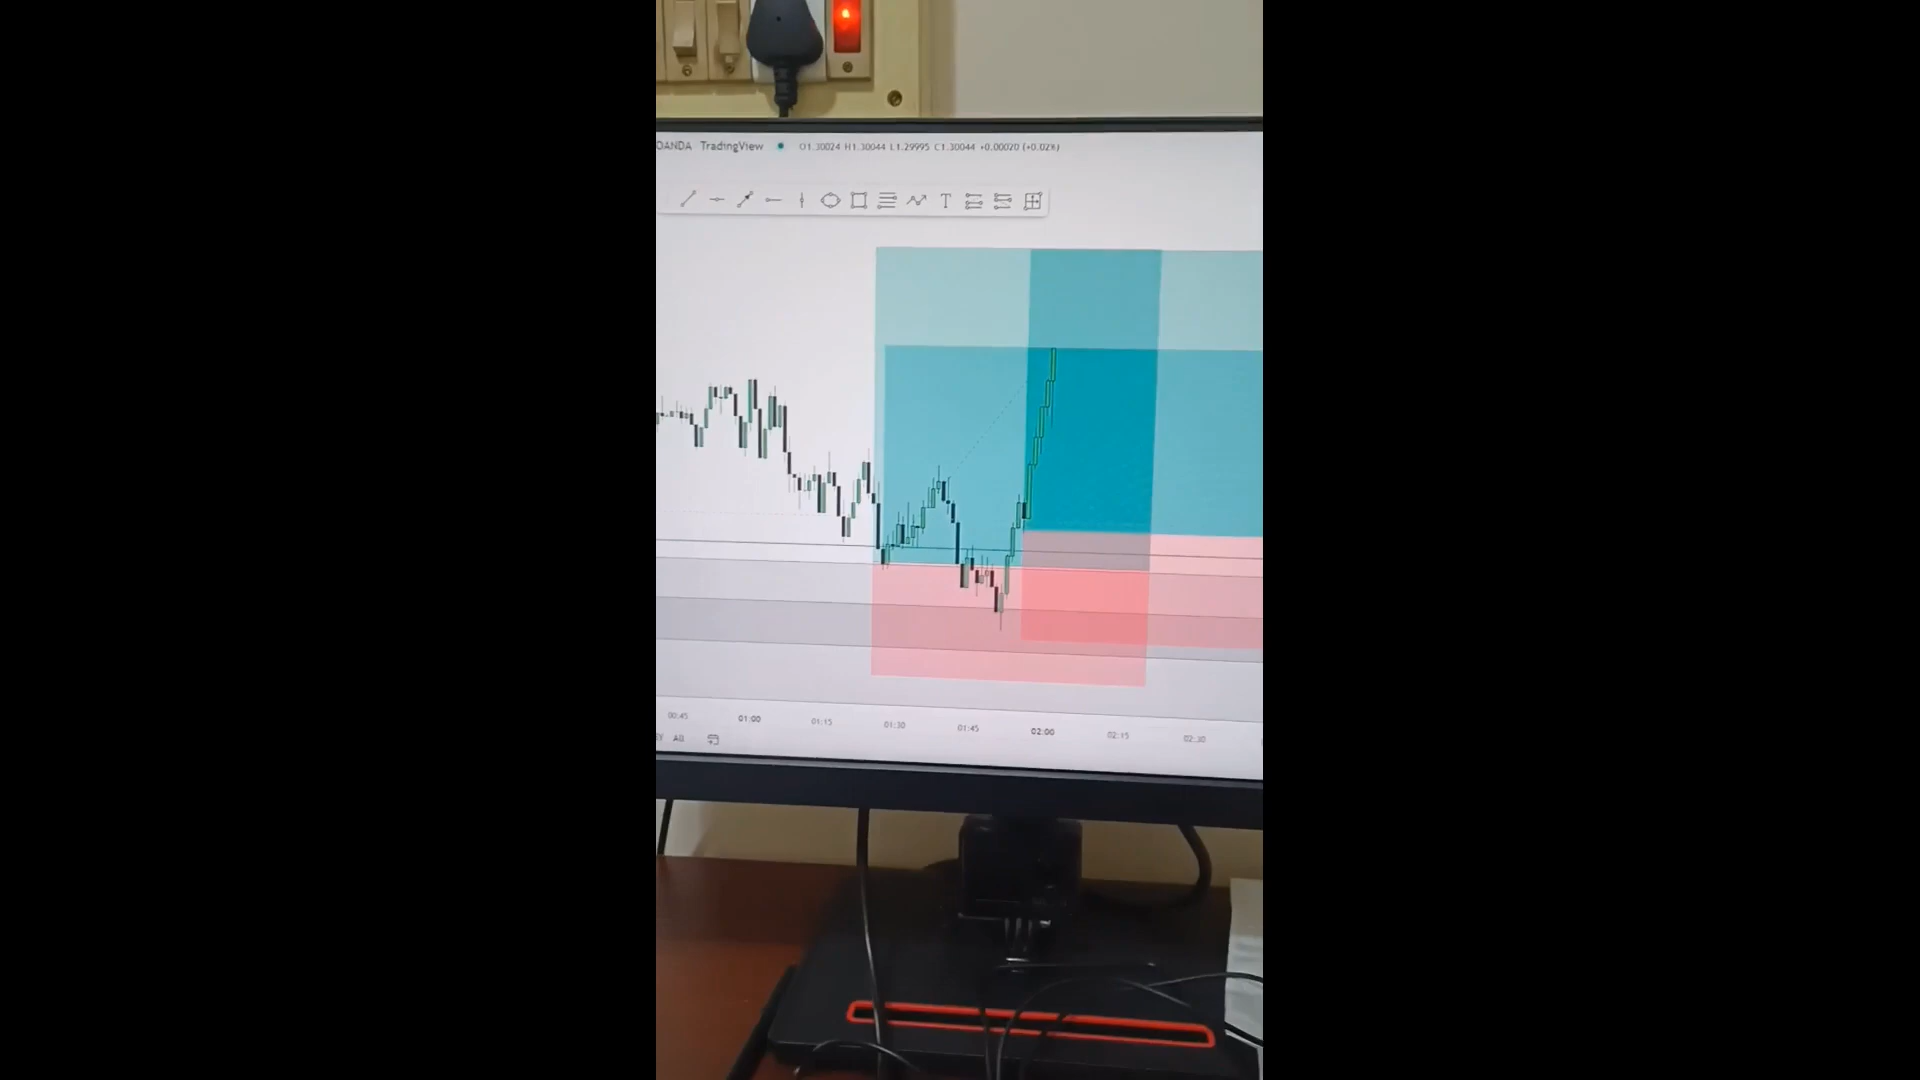 OANDA TradingView O1.30024 H1.30044 L1.29995 C1.30044 +0.00020 (+0.02%)
T
00:45 01:00 01:15 01:30 01:45 02:00 02:15 02:30
All